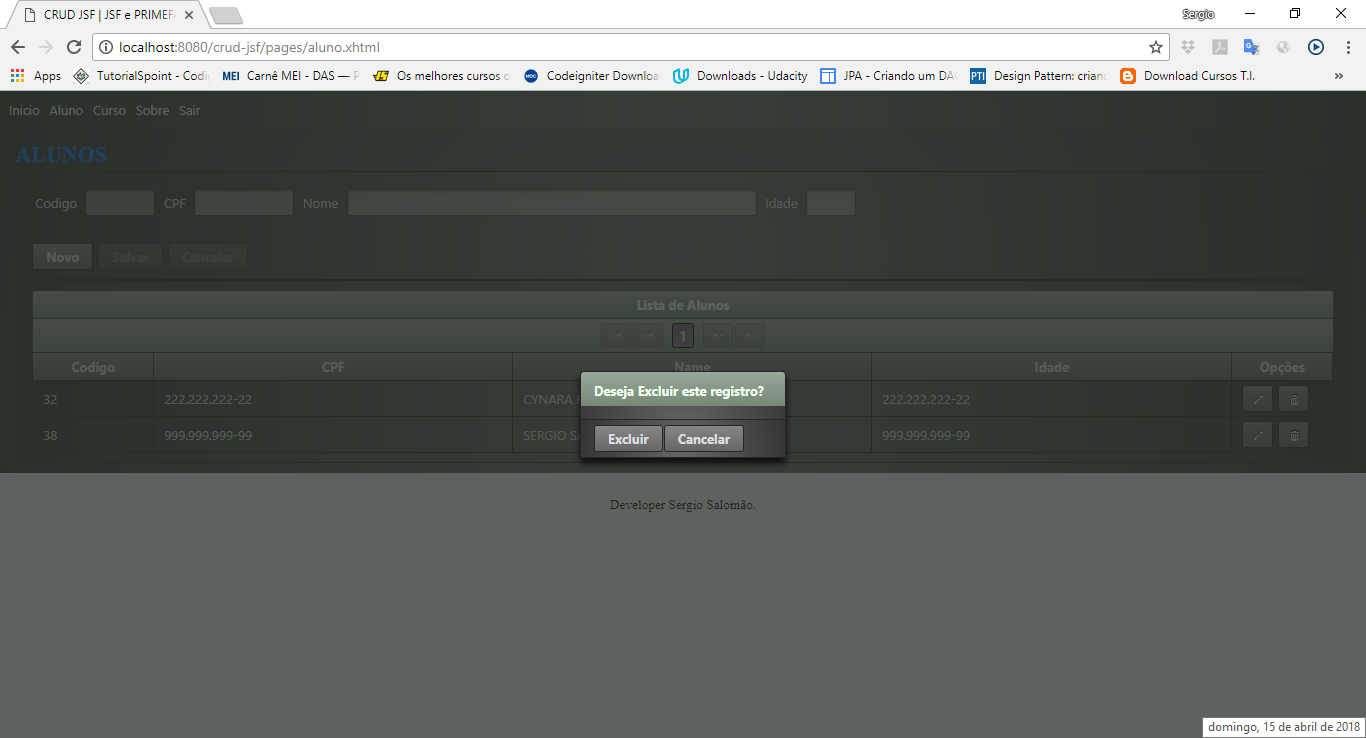 CRUD JSF | JSF e PRIMEF
Sergio
localhost:8080/crud-jsf/pages/aluno.xhtml
Apps TutorialSpoint - Codi MEI Carnê MEI - DAS — P Os melhores cursos MDC Codeigniter Downloa Downloads - Udacity JPA - Criando um DA PTI Design Pattern: crian Download Cursos T.I. »
Inicio Aluno Curso Sobre Sair
ALUNOS
Codigo CPF Nome Idade
Novo Salvar Cancelar
Lista de Alunos
1
Codigo CPF Name Idade Opções
32 222.222.222-22 CYNARA 222.222.222-22
38 999.999.999-99 SERGIO 999.999.999-99
Deseja Excluir este registro?
Excluir Cancelar
Developer Sergio Salomão.
domingo, 15 de abril de 2018